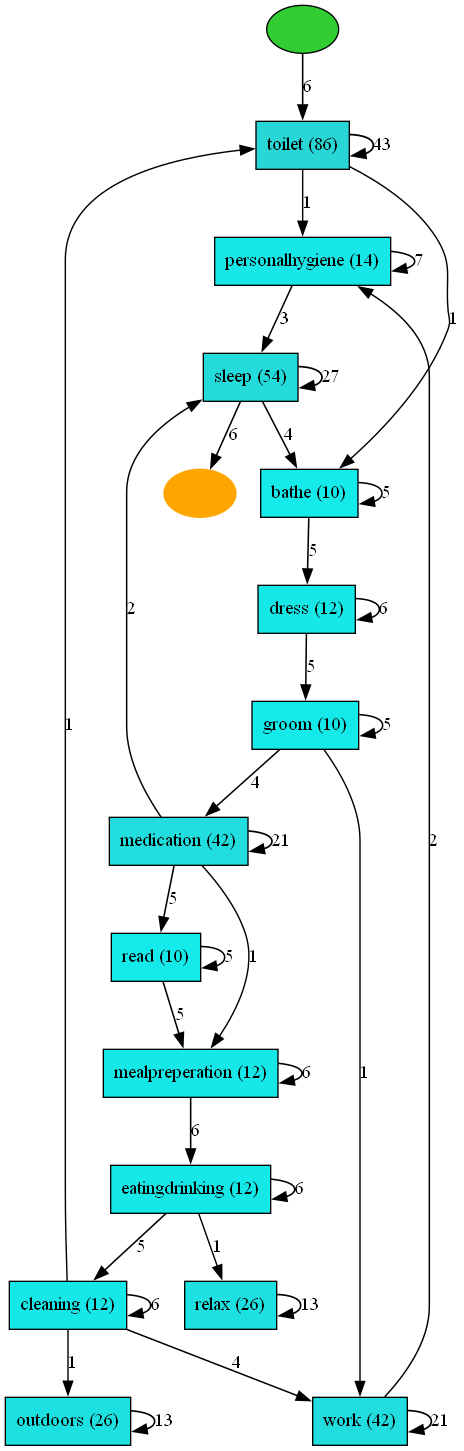 6
toilet (86)
43
1
personalhygiene (14)
7
1
3
sleep (54)
27
6
4
bathe (10)
5
5
dress (12)
6
2
5
groom (10)
5
1
4
medication (42)
21
2
5
read (10)
5
1
5
mealpreperation (12)
6
1
6
eatingdrinking (12)
6
5
1
cleaning (12)
6
relax (26)
13
1
4
outdoors (26)
13
work (42)
21